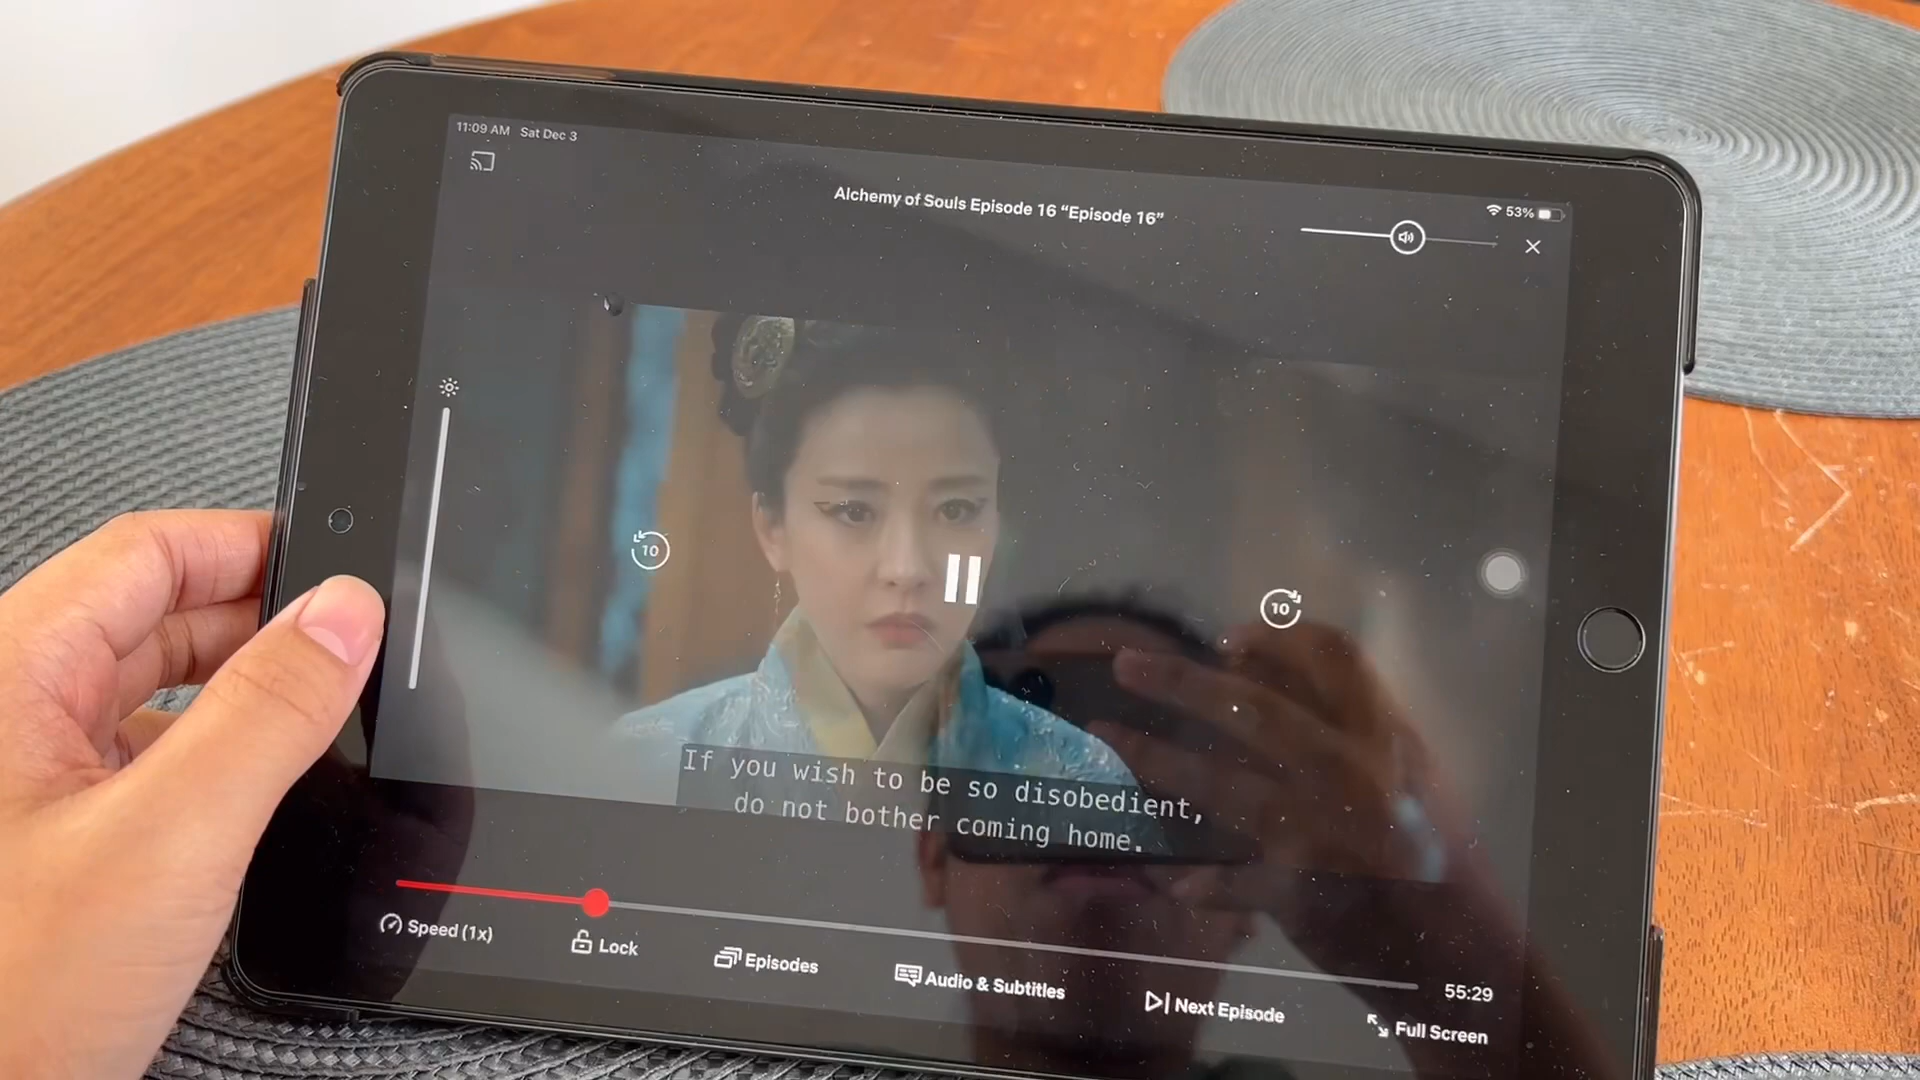 11:09 AM Sat Dec 3
53%
Alchemy of Souls Episode 16 “Episode 16”
10
10
If you wish to be so disobedient,
do not bother coming home.
55:29
Speed (1x)
Lock
Episodes
Audio & Subtitles
Next Episode
Full Screen